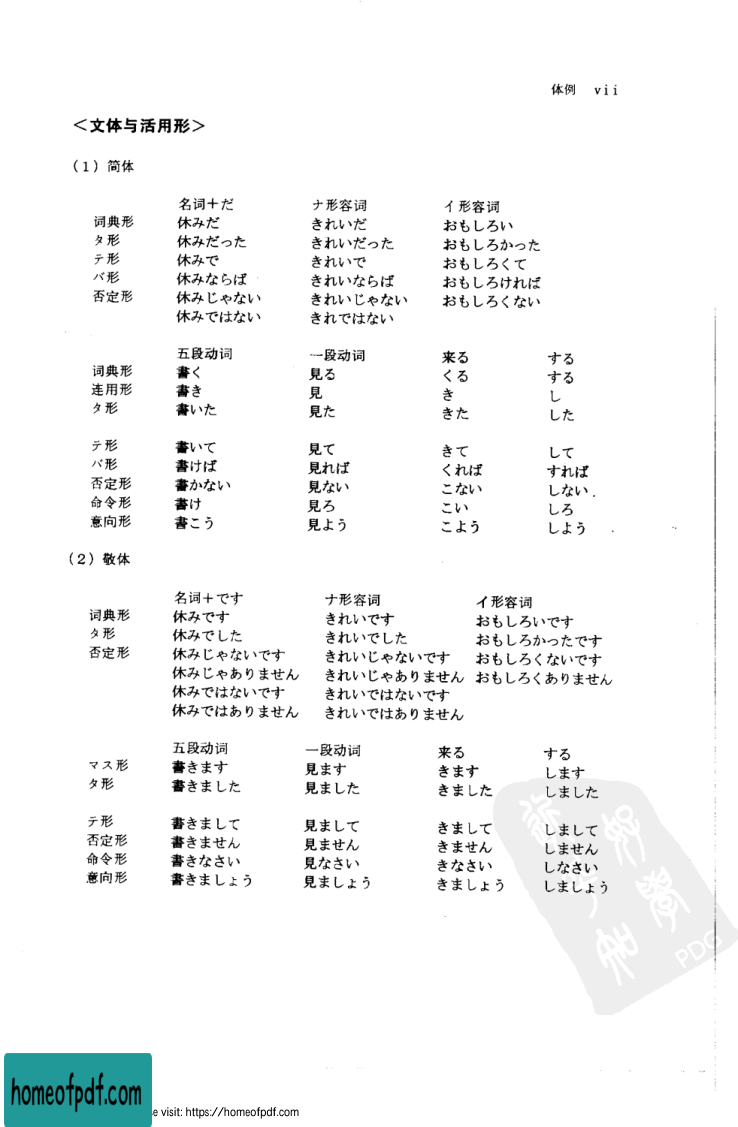 体例 vii
＜文体与活用形＞
（1）简体
名词＋だ ナ形容词 イ形容词
词典形 休みだ きれいだ おもしろい
タ形 休みだった きれいだった おもしろかった
テ形 休みで きれいで おもしろくて
バ形 休みならば きれいならば おもしろければ
否定形 休みじゃない きれいじゃない おもしろくない
休みではない きれではない
五段动词 一段动词 来る する
词典形 書く 見る くる する
连用形 書き 見 き し
タ形 書いた 見た きた した
テ形 書いて 見て きて して
バ形 書けば 見れば くれば すれば
否定形 書かない 見ない こない しない．
命令形 書け 見ろ こい しろ
意向形 書こう 見よう こよう しよう
（2）敬体
名词＋です ナ形容词 イ形容词
词典形 休みです きれいです おもしろいです
タ形 休みでした きれいでした おもしろかったです
否定形 休みじゃないです きれいじゃないです おもしろくないです
休みじゃありません きれいじゃありません おもしろくありません
休みではないです きれいではないです
休みではありません きれいではありません
五段动词 一段动词 来る する
マス形 書きます 見ます きます します
タ形 書きました 見ました きました しました
テ形 書きまして 見まして きまして しまして
否定形 書きません 見ません きません しません
命令形 書きなさい 見なさい きなさい しなさい
意向形 書きましょう 見ましょう きましょう しましょう
PDG
homeofpdf.com
e visit: https://homeofpdf.com